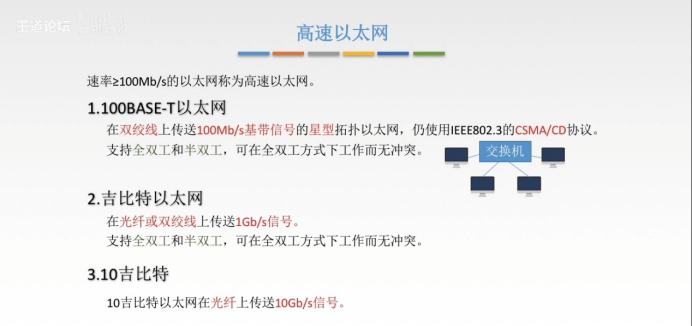 王道论坛
高速以太网
速率≥100Mb/s的以太网称为高速以太网。
1.100BASE-T以太网
在双绞线上传送100Mb/s基带信号的星型拓扑以太网，仍使用IEEE802.3的CSMA/CD协议。
支持全双工和半双工，可在全双工方式下工作而无冲突。
交换机
2.吉比特以太网
在光纤或双绞线上传送1Gb/s信号。
支持全双工和半双工，可在全双工方式下工作而无冲突。
3.10吉比特
10吉比特以太网在光纤上传送10Gb/s信号。